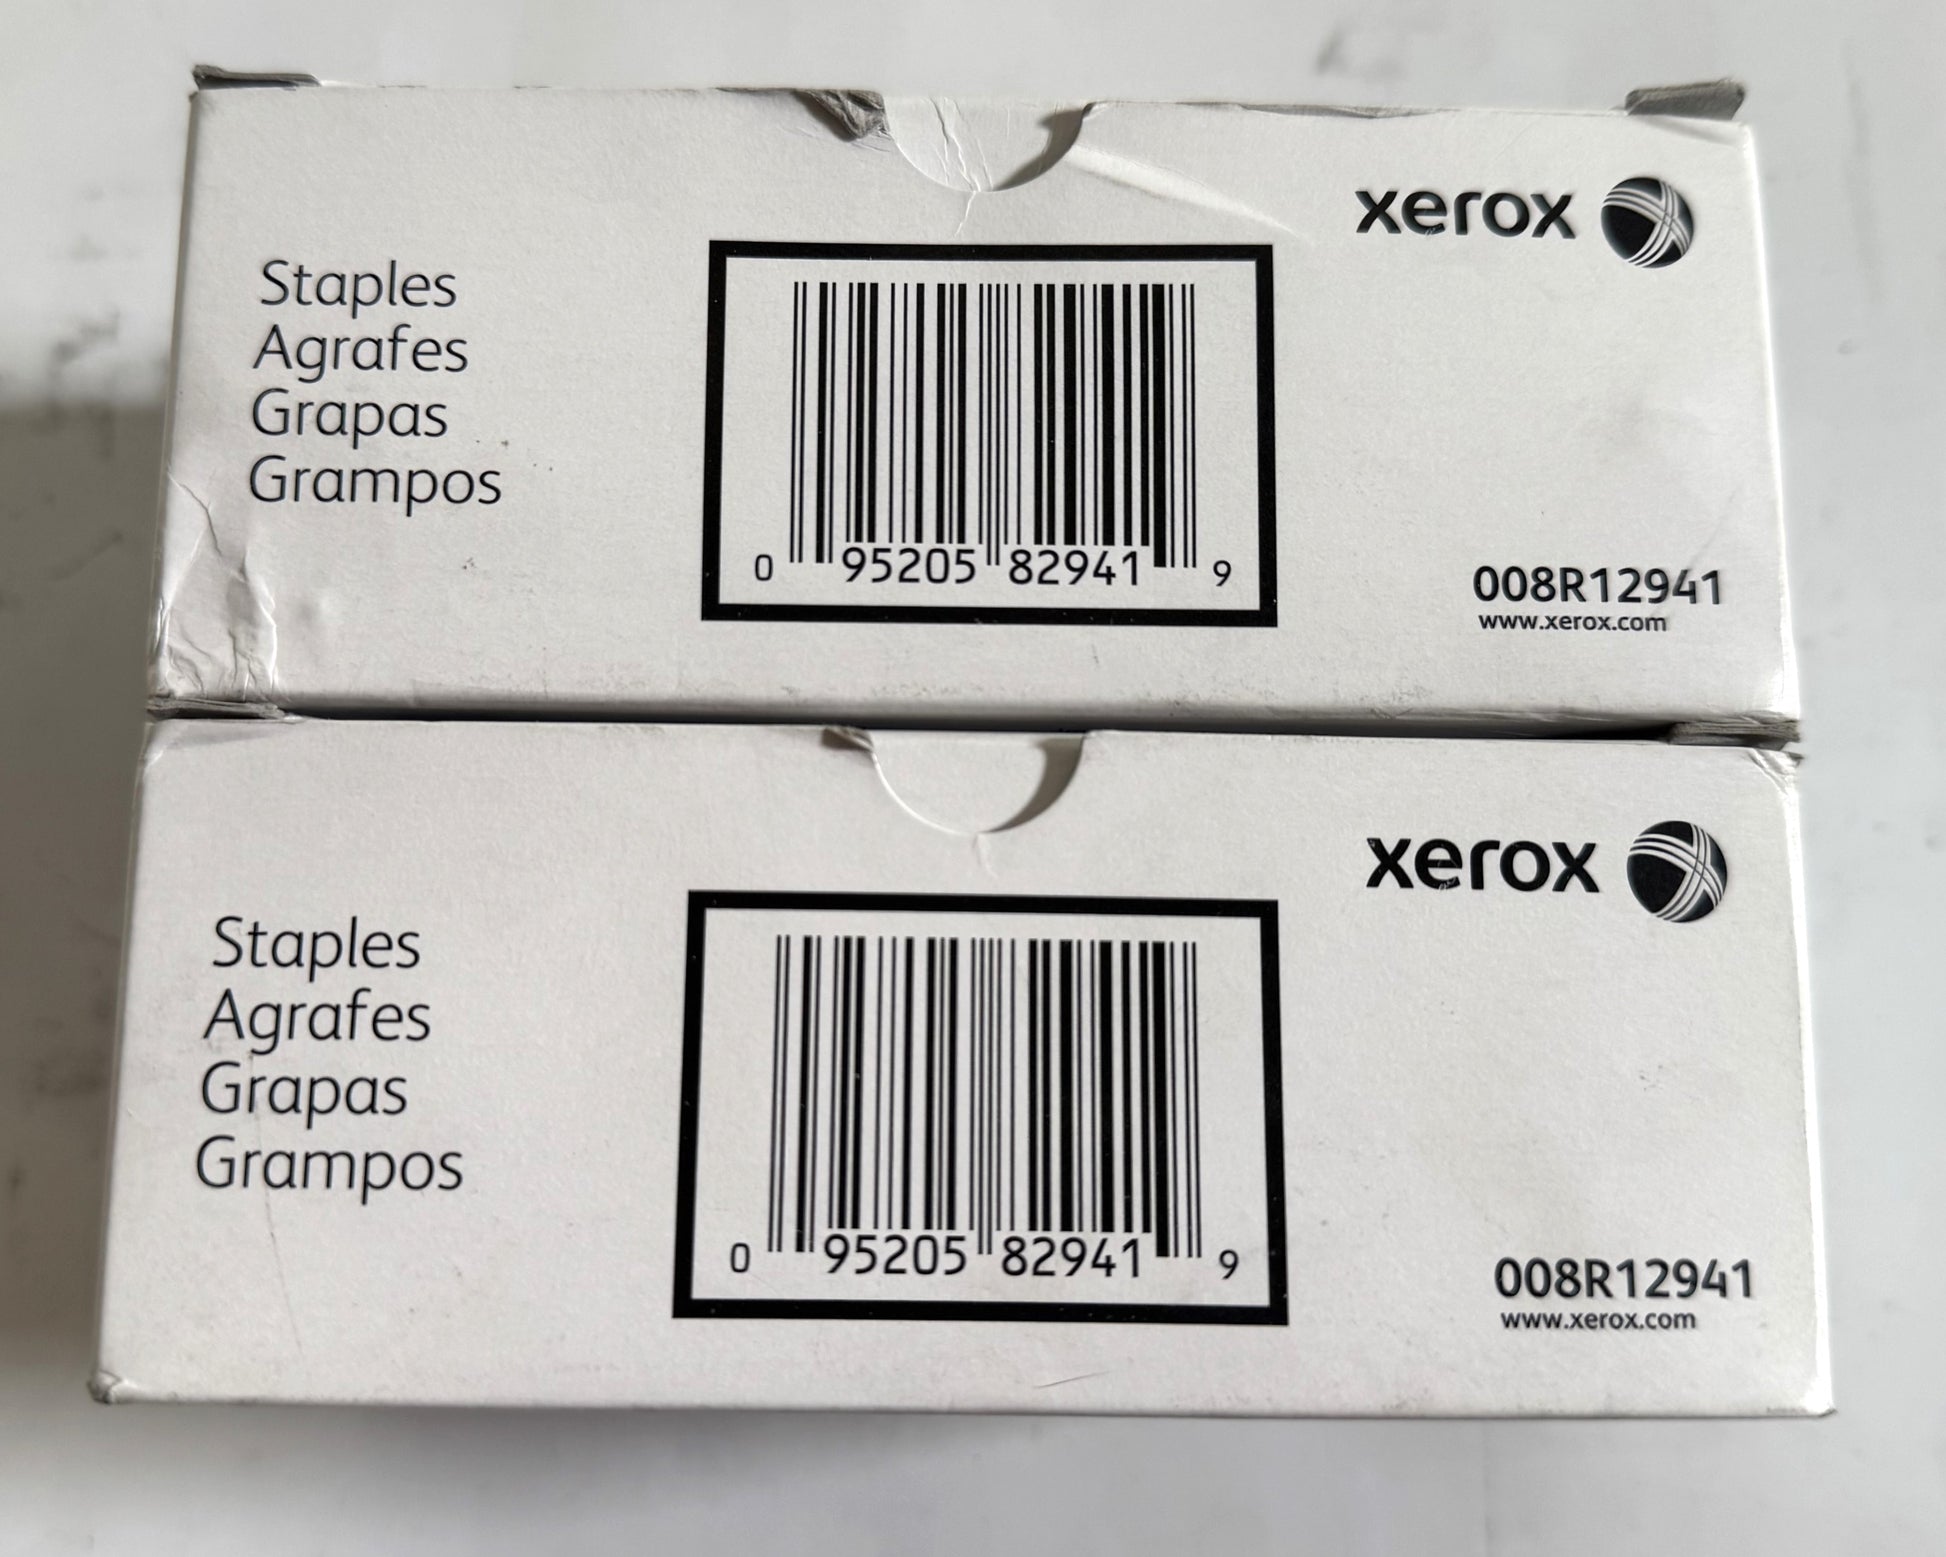 xerox
Staples
Agrafes
Grapas
Grampos
0 95205 82941 9
008R12941
www.xerox.com
xerox
Staples
Agrafes
Grapas
Grampos
0 95205 82941 9
008R12941
www.xerox.com